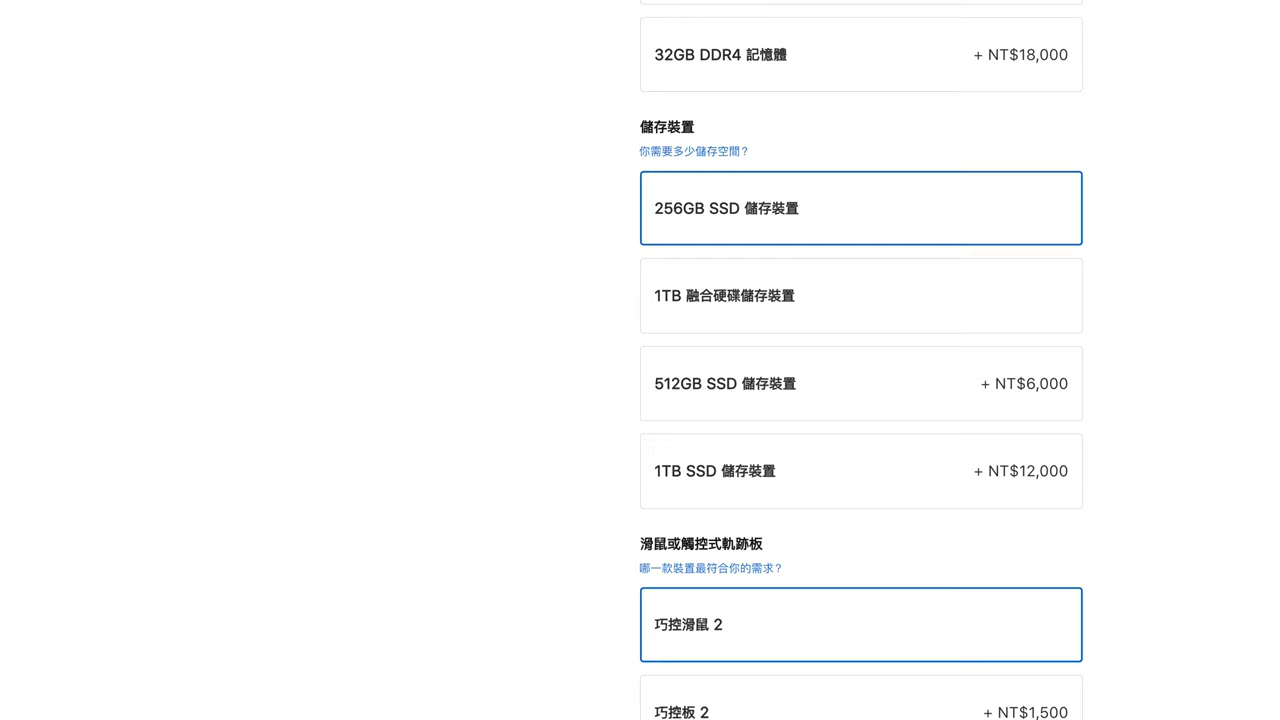 32GB DDR4 記憶體 + NT$18,000
儲存裝置
你需要多少儲存空間？
256GB SSD 儲存裝置
1TB 融合硬碟儲存裝置
512GB SSD 儲存裝置 + NT$6,000
1TB SSD 儲存裝置 + NT$12,000
滑鼠或觸控式軌跡板
哪一款裝置最符合你的需求？
巧控滑鼠 2
巧控板 2 + NT$1,500